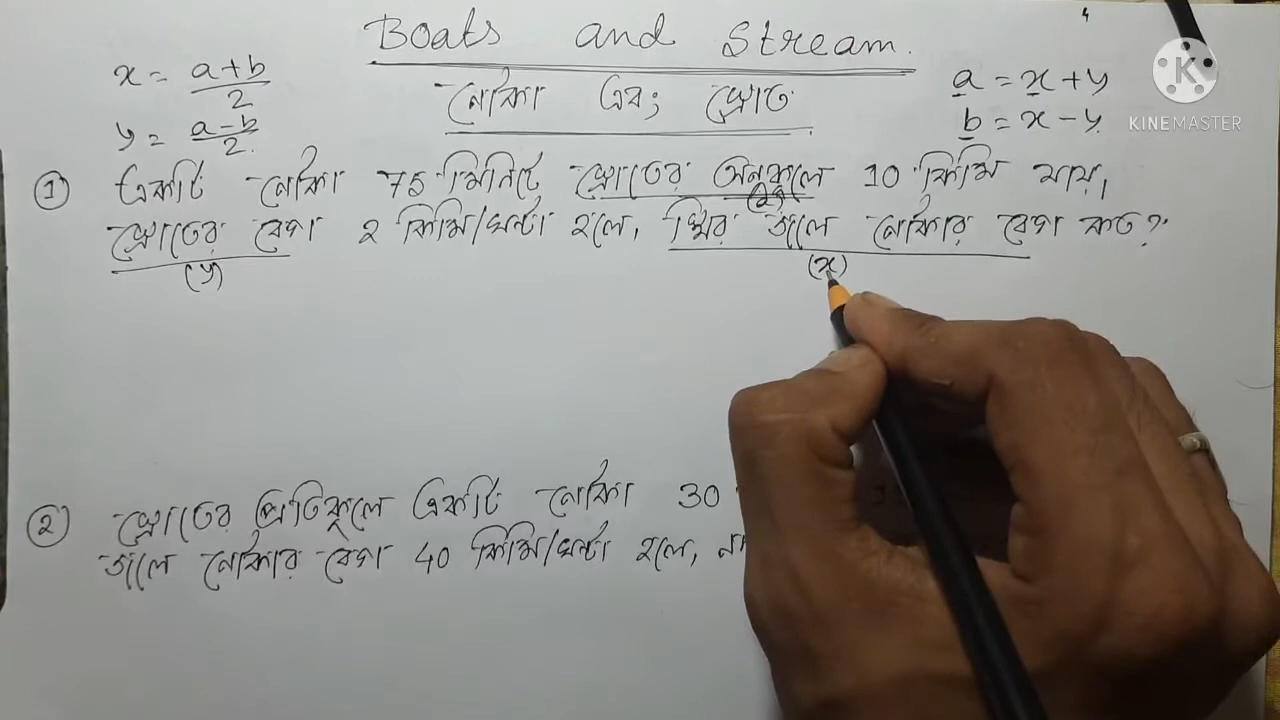 Boats and Stream.
নৌকা এবং স্রোত
x = a+b/2
y = a-b/2.
a = x + y
b = x - y.
K
KINEMASTER
① একটি নৌকা 75 মিনিটে স্রোতের অনুকূলে 10 কিমি যায়,
(a)
স্রোতের বেগ ২ কিমি/ঘন্টা হলে, স্থির জলে নৌকার বেগ কত?
(y) (x)
② স্রোতের প্রতিকূলে একটি নৌকা 30
জলে নৌকার বেগ 40 কিমি/ঘন্টা হলে,